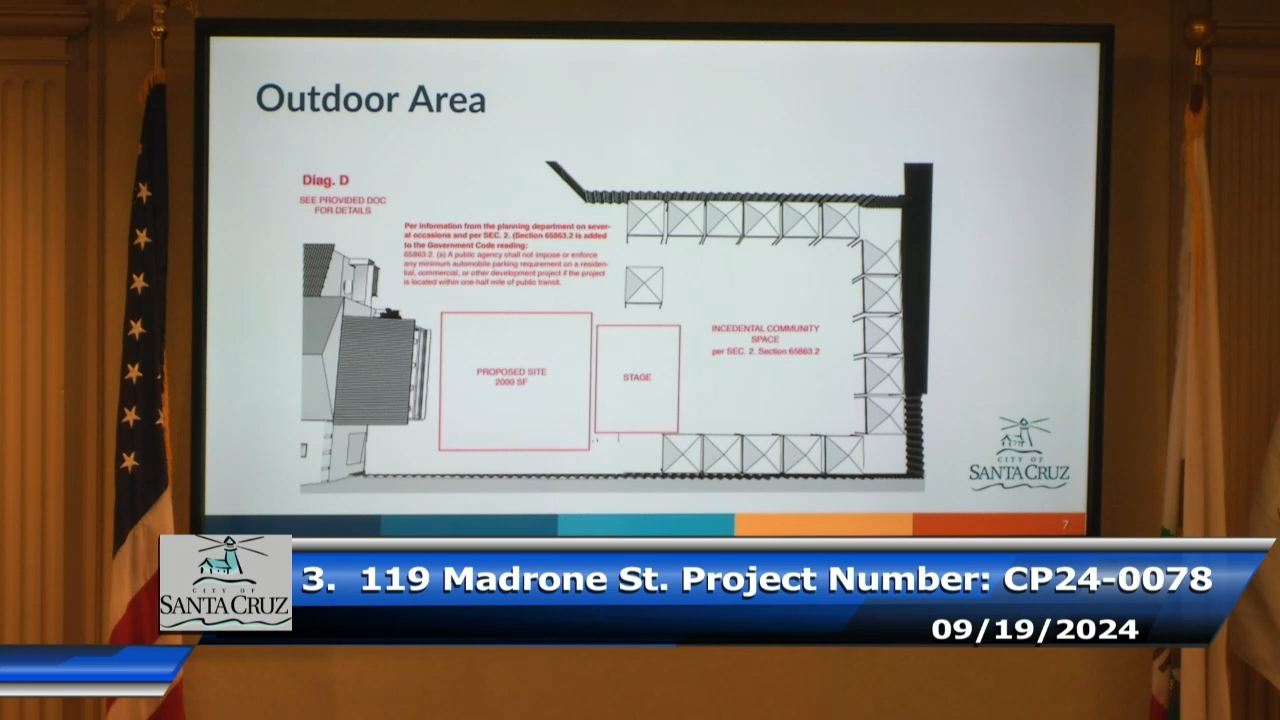 Outdoor Area
Diag. D
SEE PROVIDED DOC
FOR DETAILS
Per information from the planning department on sever-
al occasions and per SEC. 2. (Section 65863.2 is added
to the Government Code reading:
65863.2. (a) A public agency shall not impose or enforce
any minimum automobile parking requirement on a residen-
tial, commercial, or other development project if the project
is located within one-half mile of public transit.
PROPOSED SITE
2000 SF
STAGE
INCEDENTAL COMMUNITY
SPACE
per SEC. 2. Section 65863.2
CITY OF
SANTA CRUZ
7
CITY OF
SANTA CRUZ
3. 119 Madrone St. Project Number: CP24-0078
09/19/2024